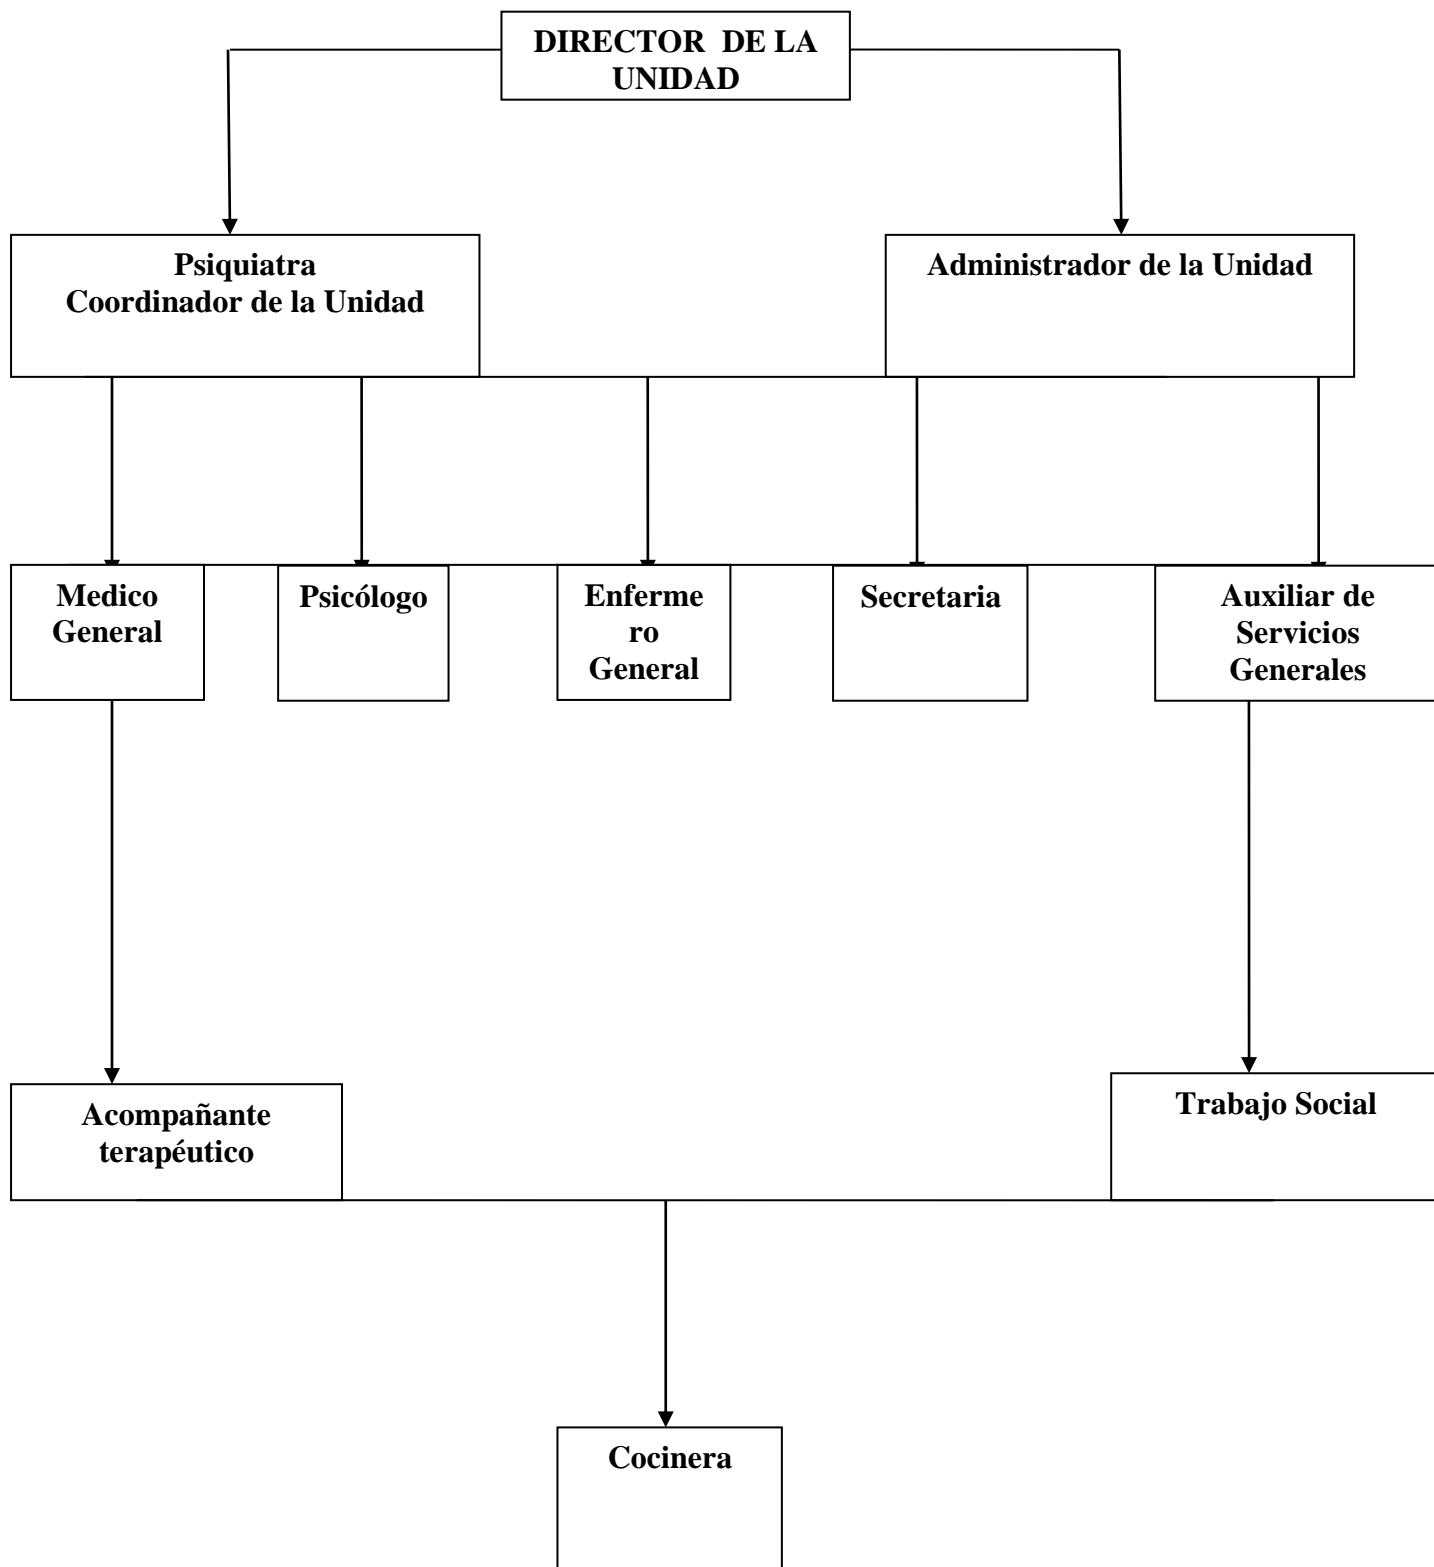 DIRECTOR DE LA
UNIDAD
Psiquiatra
Coordinador de la Unidad
Administrador de la Unidad
Medico
General
Psicólogo
Enferme
ro
General
Secretaria
Auxiliar de
Servicios
Generales
Acompañante
terapéutico
Trabajo Social
Cocinera